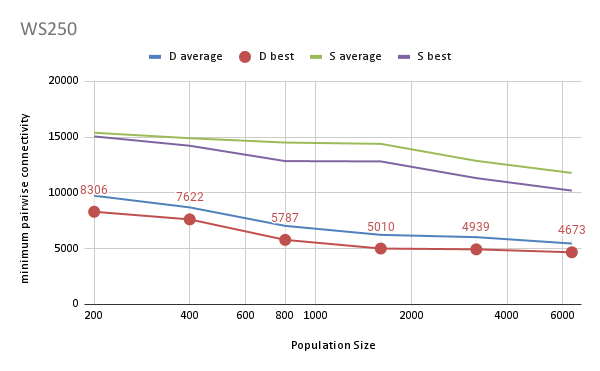 WS250
D average D best S average S best
20000
15000
10000
5000
0
minimum pairwise connectivity
8306 7622 5787 5010 4939 4673
200 400 600 800 1000 2000 4000 6000
Population Size